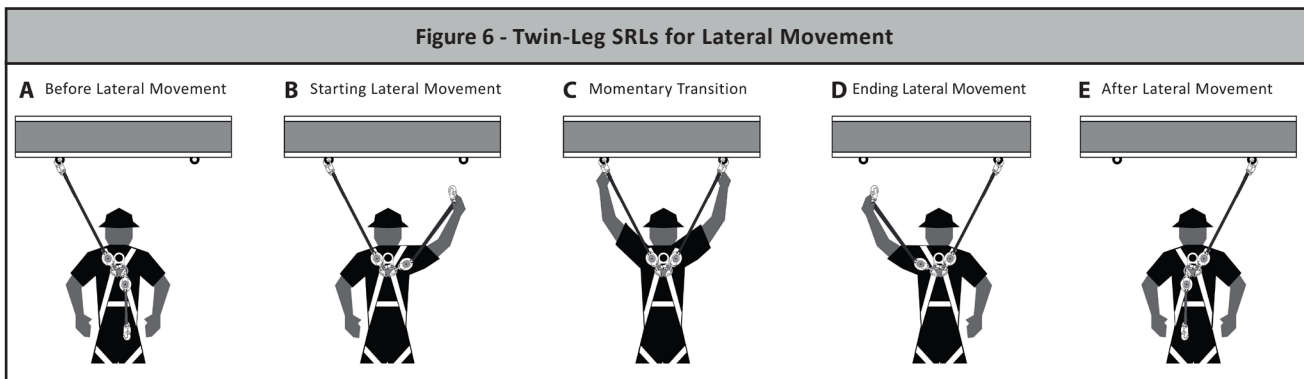 Figure 6 - Twin-Leg SRLs for Lateral Movement
A Before Lateral Movement
B Starting Lateral Movement
C Momentary Transition
D Ending Lateral Movement
E After Lateral Movement